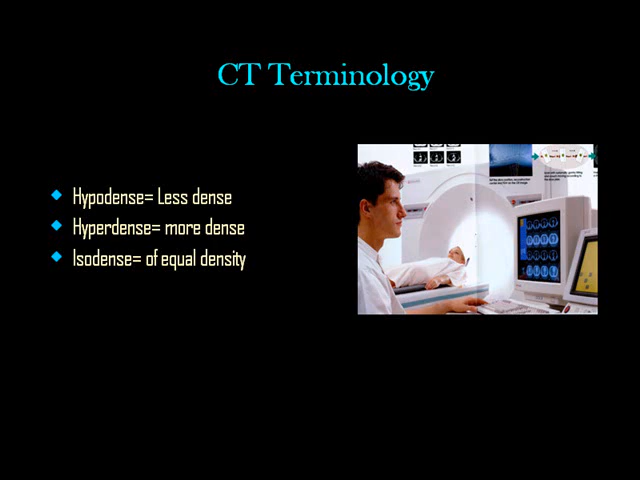 CT Terminology
Hypodense= Less dense
Hyperdense= more dense
Isodense= of equal density